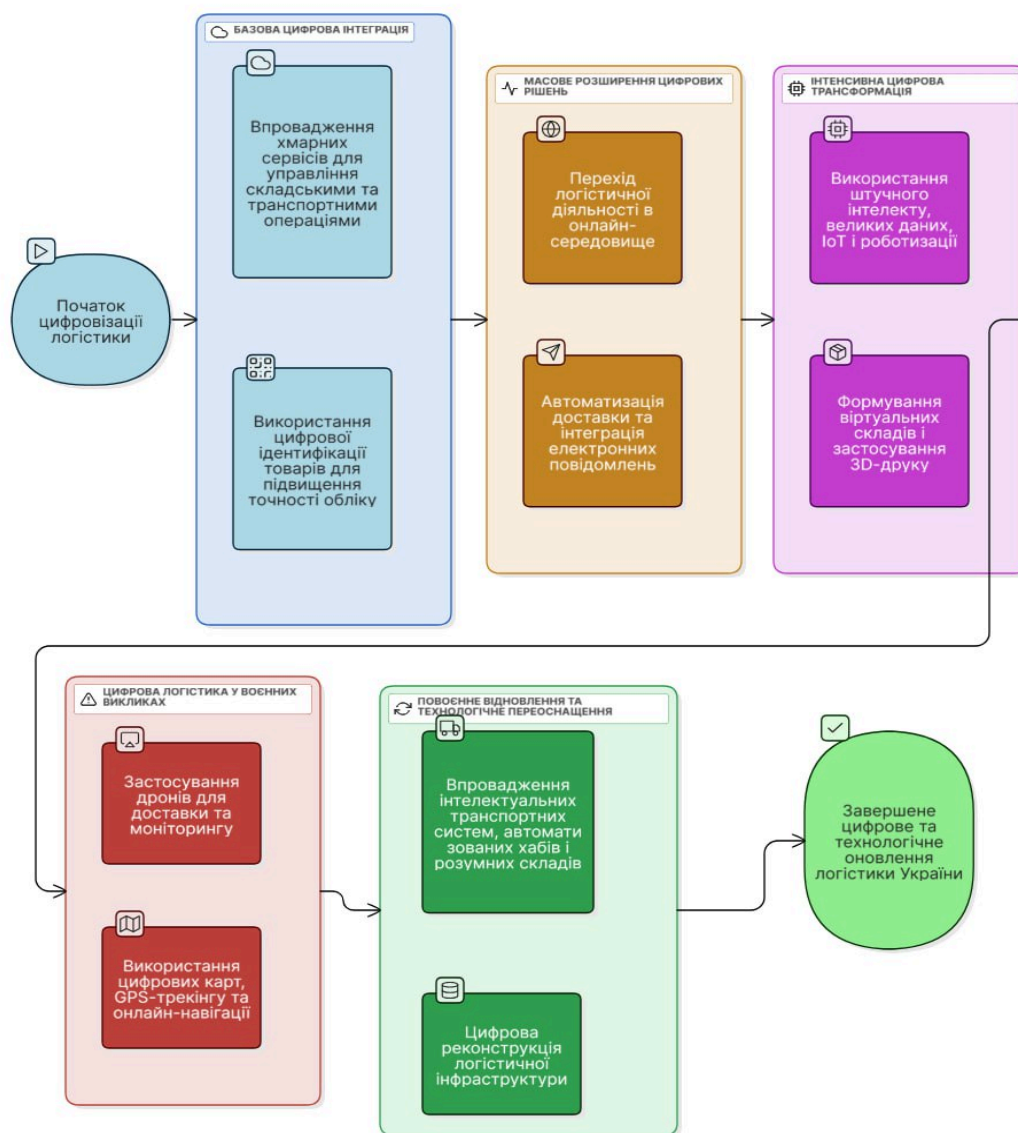 БАЗОВА ЦИФРОВА ІНТЕГРАЦІЯ
Впровадження
хмарних
сервісів для
управління
складськими та
транспортними
операціями
Використання
цифрової
ідентифікації
товарів для
підвищення
точності обліку
Початок
цифровізації
логістики
МАСОВЕ РОЗШИРЕННЯ ЦИФРОВИХ
РІШЕНЬ
Перехід
логістичної
діяльності в
онлайн-
середовище
Автоматизація
доставки та
інтеграція
електронних
повідомлень
ІНТЕНСИВНА ЦИФРОВА
ТРАНСФОРМАЦІЯ
Використання
штучного
інтелекту,
великих даних,
IoT і роботизації
Формування
віртуальних
складів і
застосування
3D-друку
ЦИФРОВА ЛОГІСТИКА У ВОЄННИХ
ВИКЛИКАХ
Застосування
дронів для
доставки та
моніторингу
Використання
цифрових карт,
GPS-трекінгу та
онлайн-навігації
ПОВОЄННЕ ВІДНОВЛЕННЯ ТА
ТЕХНОЛОГІЧНЕ ПЕРЕОСНАЩЕННЯ
Впровадження
інтелектуальних
транспортних
систем, автомати
зованих хабів і
розумних складів
Цифрова
реконструкція
логістичної
інфраструктури
Завершене
цифрове та
технологічне
оновлення
логістики України